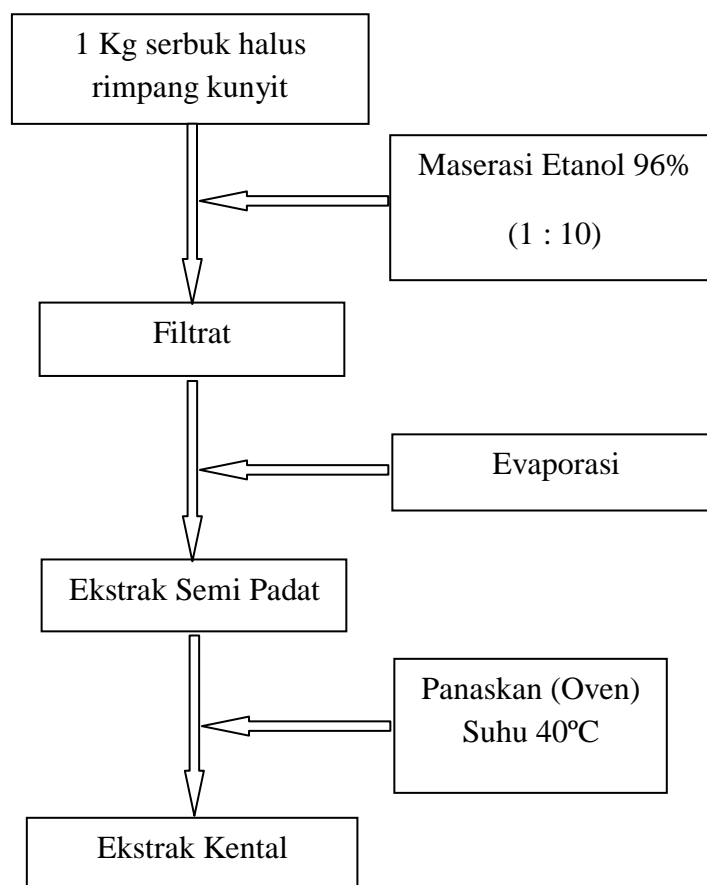 1 Kg serbuk halus
rimpang kunyit
Maserasi Etanol 96%
(1 : 10)
Filtrat
Evaporasi
Ekstrak Semi Padat
Panaskan (Oven)
Suhu 40ºC
Ekstrak Kental